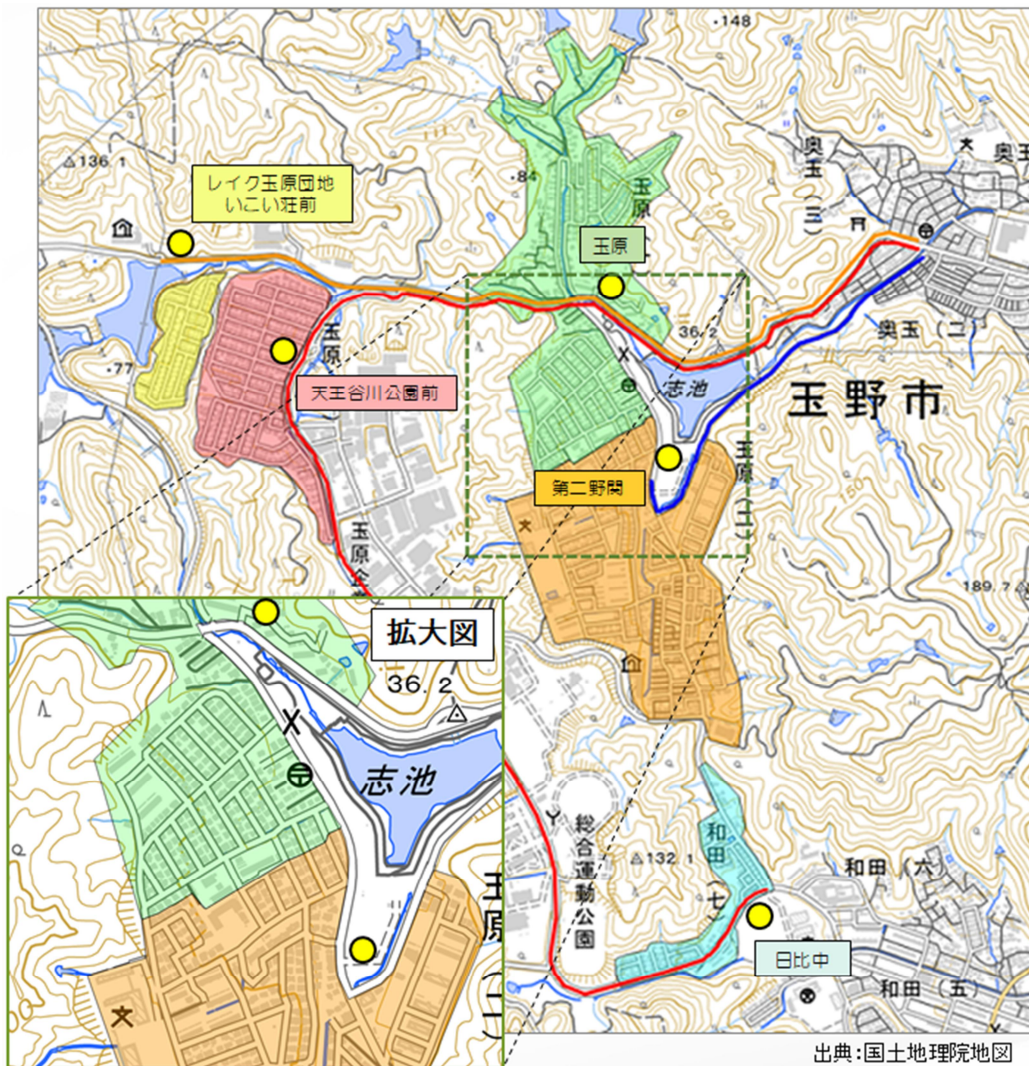 ・148
△136.1
レイク玉原団地
いこい荘前
・84
玉原
奥玉(三)
奥玉
36.2
奥玉(二)
・77
玉原
天王谷川公園前
志池
玉野市
第二野関
玉原(二)
150
玉原企業
189.7
拡大図
36.2
志池
玉原(二)
総合運動公園
△132.1
和田(七)
和田(六)
日比中
和田(五)
出典:国土地理院地図